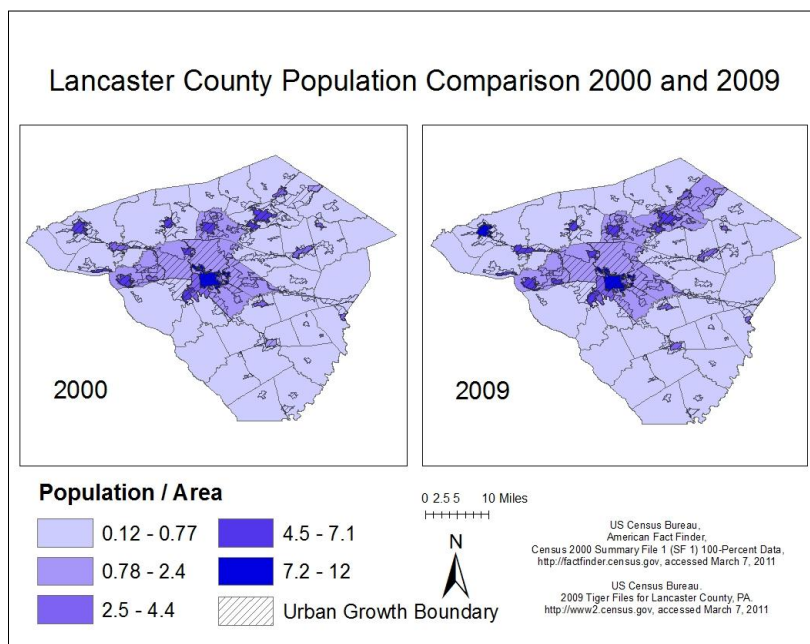 Lancaster County Population Comparison 2000 and 2009
2000
2009
Population / Area
0.12 - 0.77
0.78 - 2.4
2.5 - 4.4
4.5 - 7.1
7.2 - 12
Urban Growth Boundary
0 2.5 5 10 Miles
N
US Census Bureau,
American Fact Finder,
Census 2000 Summary File 1 (SF 1) 100-Percent Data,
http://factfinder.census.gov, accessed March 7, 2011
US Census Bureau.
2009 Tiger Files for Lancaster County, PA.
http://www2.census.gov, accessed March 7, 2011